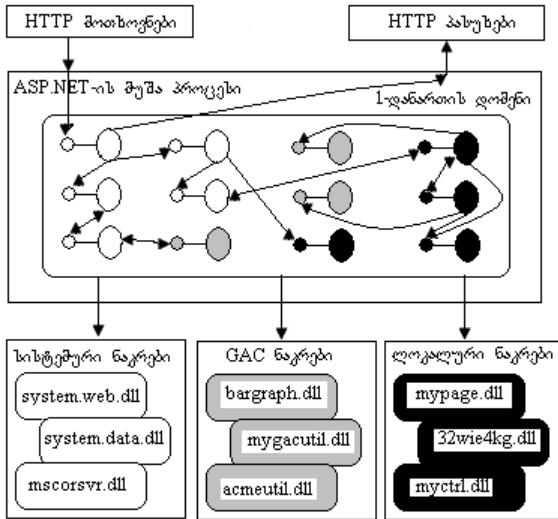 HTTP მოთხოვნები
HTTP პასუხები
ASP.NET-ის მუშა პროცესი
1-დანართის დომენი
სისტემური ნაკრები
system.web.dll
system.data.dll
mscorsvr.dll
GAC ნაკრები
bargraph.dll
mygacutil.dll
acmeutil.dll
ლოკალური ნაკრები
mypage.dll
32wie4kg.dll
myctrl.dll